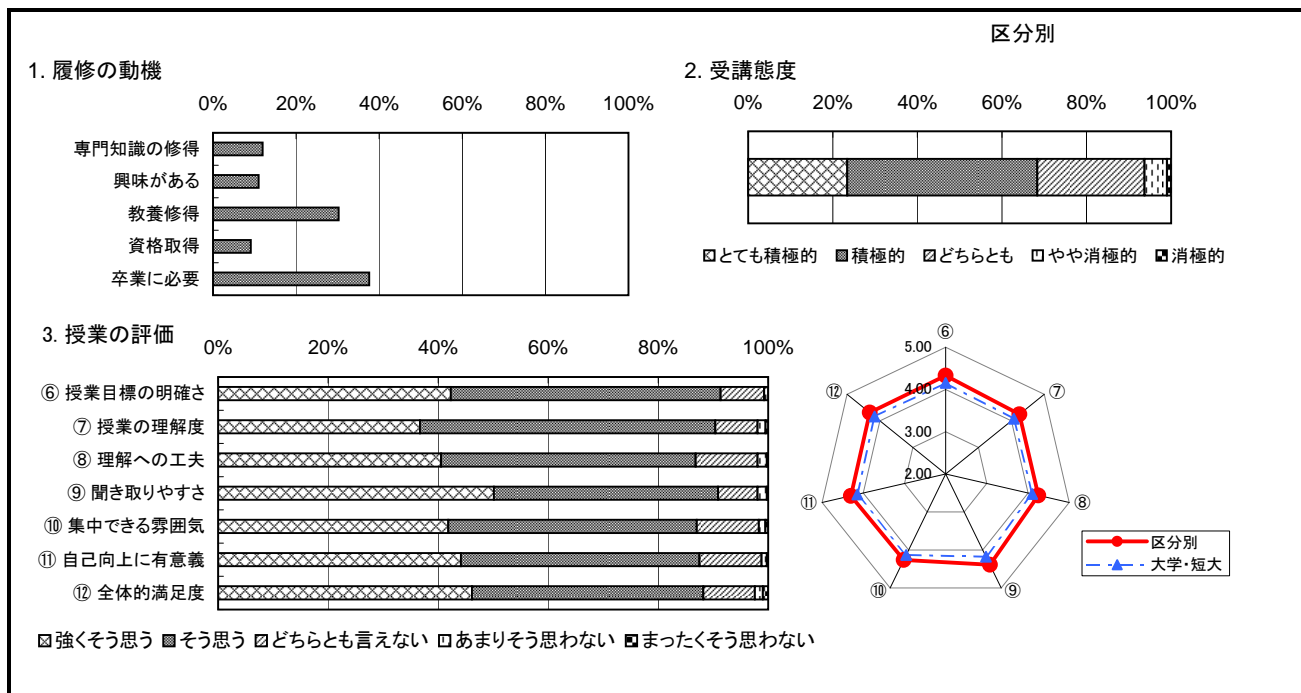 区分別
1. 履修の動機
0% 20% 40% 60% 80% 100%
専門知識の修得
興味がある
教養修得
資格取得
卒業に必要
2. 受講態度
0% 20% 40% 60% 80% 100%
とても積極的 積極的 どちらとも やや消極的 消極的
3. 授業の評価
0% 20% 40% 60% 80% 100%
⑥ 授業目標の明確さ
⑦ 授業の理解度
⑧ 理解への工夫
⑨ 聞き取りやすさ
⑩ 集中できる雰囲気
⑪ 自己向上に有意義
⑫ 全体的満足度
強くそう思う そう思う どちらとも言えない あまりそう思わない まったくそう思わない
⑥
5.00
⑫ 4.00 ⑦
3.00
2.00
⑪ ⑧
⑩ ⑨
区分別
大学・短大